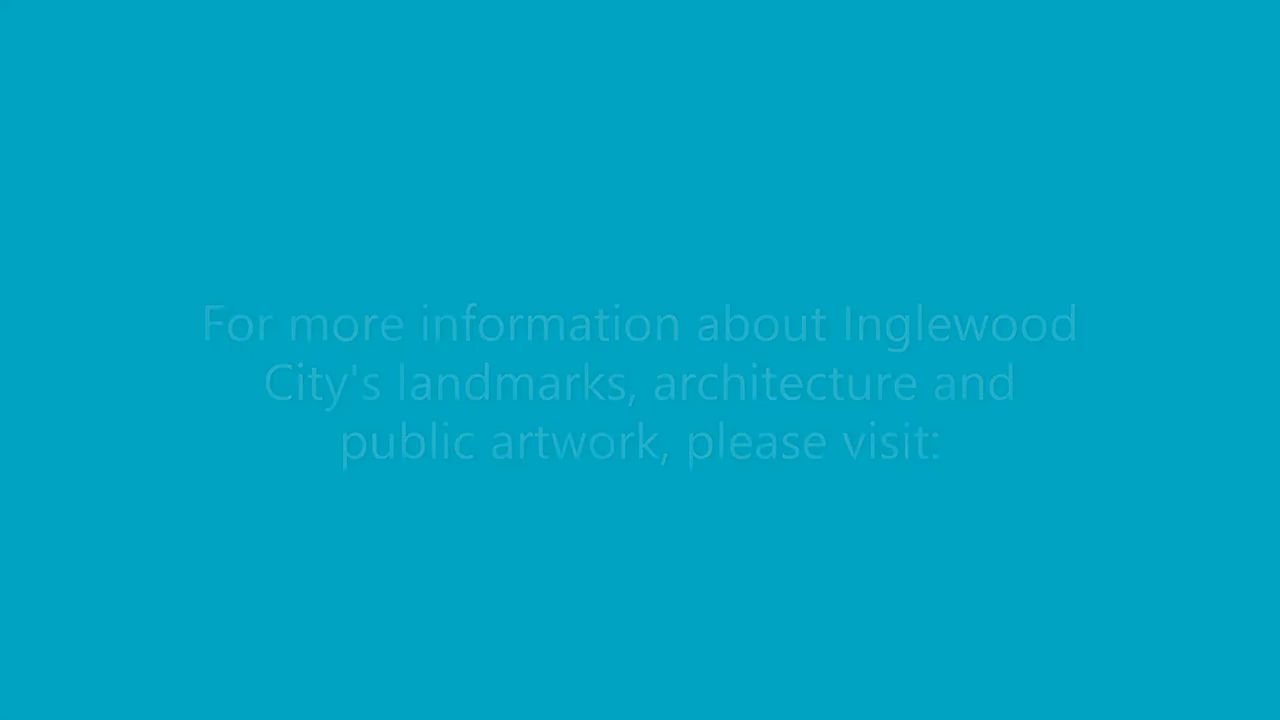 For more information about Inglewood
City's landmarks, architecture and
public artwork, please visit: